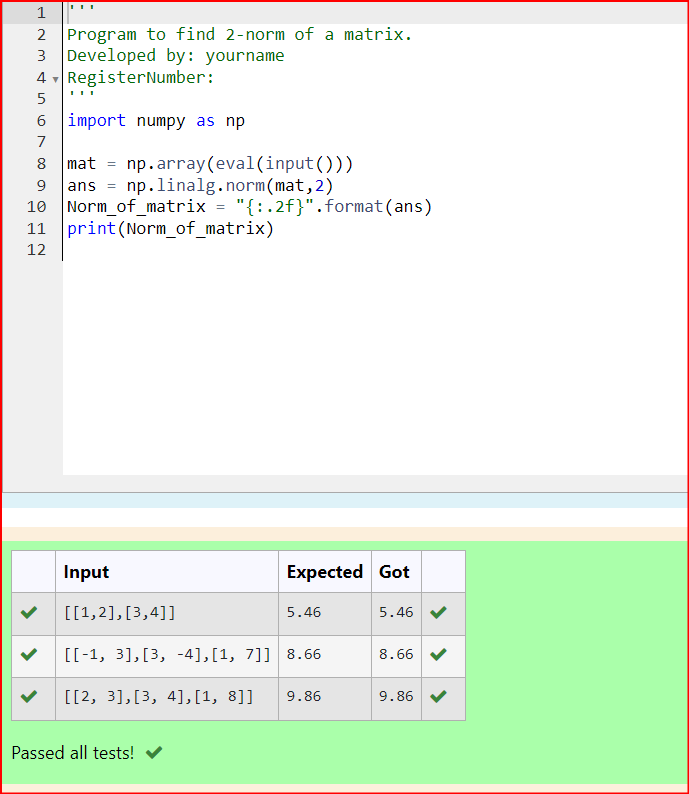 1 '''
2 Program to find 2-norm of a matrix.
3 Developed by: yourname
4 RegisterNumber:
5 '''
6 import numpy as np
7
8 mat = np.array(eval(input()))
9 ans = np.linalg.norm(mat,2)
10 Norm_of_matrix = "{:.2f}".format(ans)
11 print(Norm_of_matrix)
12
Input Expected Got
[[1,2],[3,4]] 5.46 5.46
[[-1, 3],[3, -4],[1, 7]] 8.66 8.66
[[2, 3],[3, 4],[1, 8]] 9.86 9.86
Passed all tests!